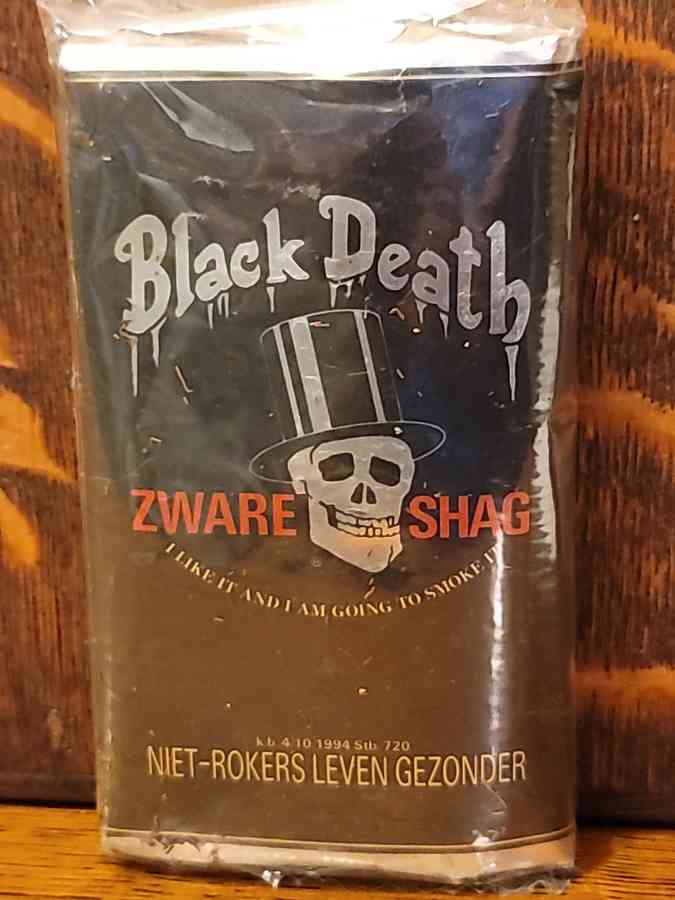 Black Death
ZWARE SHAG
I LIKE IT AND I AM GOING TO SMOKE IT
k.b. 4 10 1994 Stb. 720
NIET-ROKERS LEVEN GEZONDER